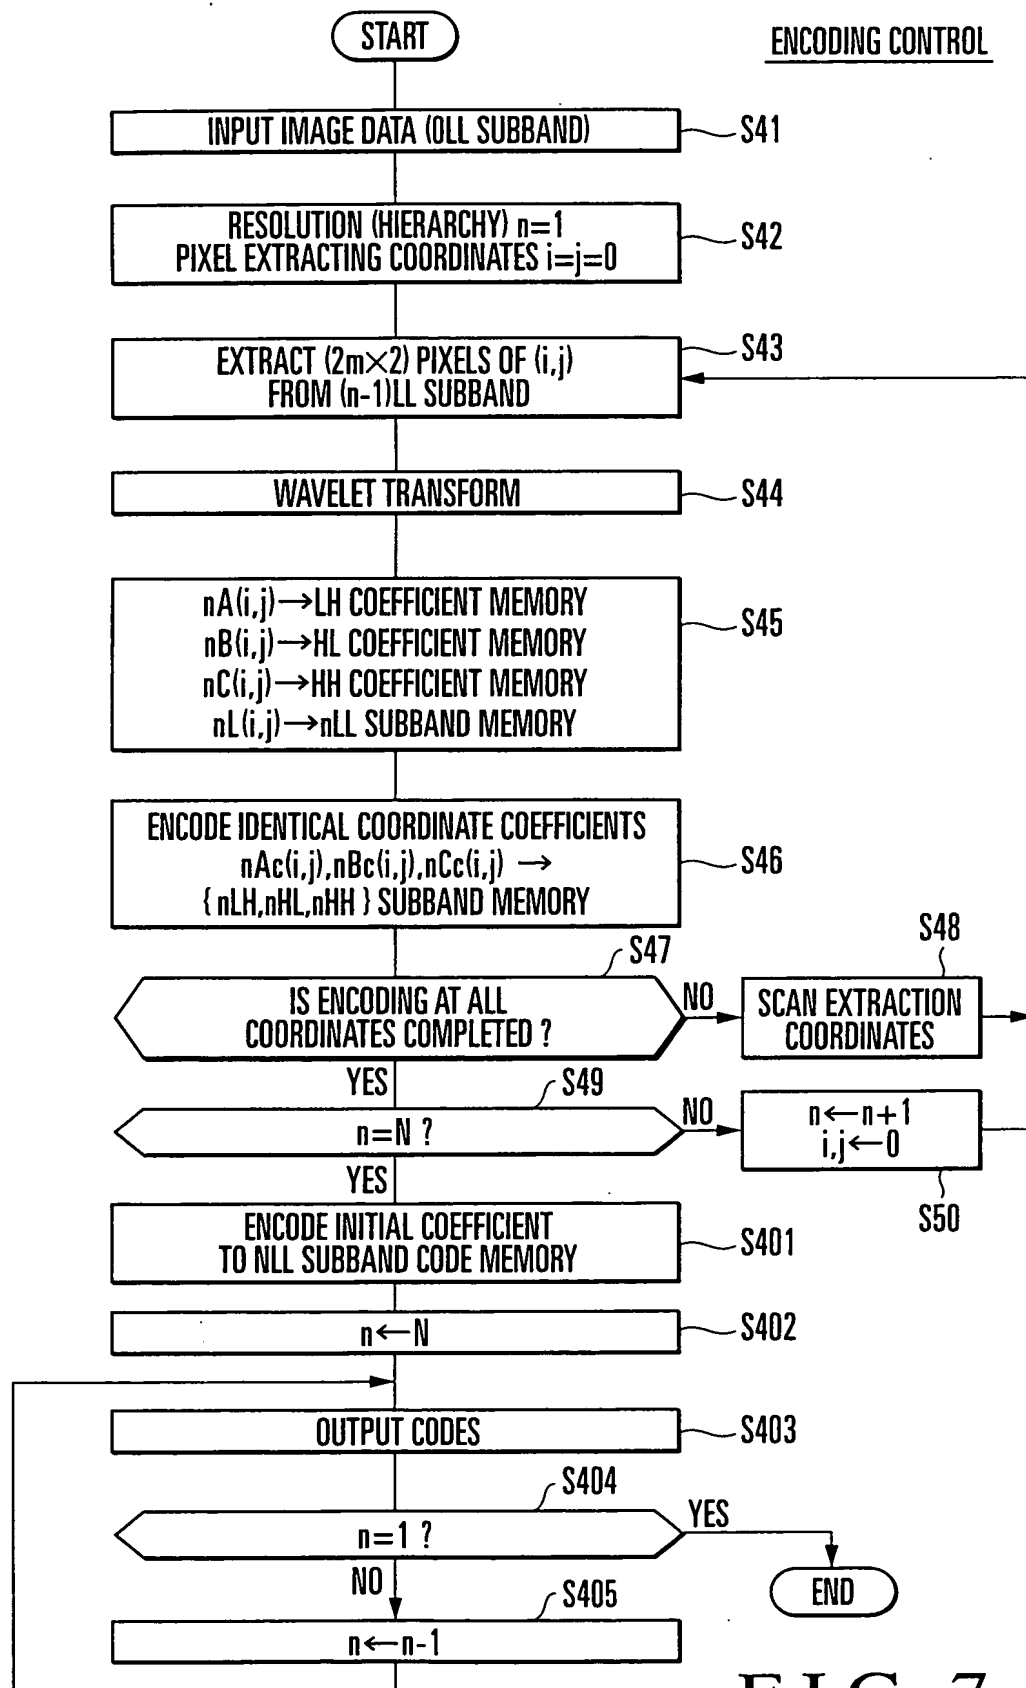 START
ENCODING CONTROL
INPUT IMAGE DATA (0LL SUBBAND)
S41
RESOLUTION (HIERARCHY) n=1
PIXEL EXTRACTING COORDINATES i=j=0
S42
EXTRACT (2m×2) PIXELS OF (i,j)
FROM (n-1)LL SUBBAND
S43
WAVELET TRANSFORM
S44
nA(i,j)→LH COEFFICIENT MEMORY
nB(i,j)→HL COEFFICIENT MEMORY
nC(i,j)→HH COEFFICIENT MEMORY
nL(i,j)→nLL SUBBAND MEMORY
S45
ENCODE IDENTICAL COORDINATE COEFFICIENTS
nAc(i,j),nBc(i,j),nCc(i,j) →
{nLH,nHL,nHH} SUBBAND MEMORY
S46
S47
IS ENCODING AT ALL
COORDINATES COMPLETED ?
NO
S48
SCAN EXTRACTION
COORDINATES
YES
S49
n=N ?
NO
n←n+1
i,j←0
S50
YES
ENCODE INITIAL COEFFICIENT
TO NLL SUBBAND CODE MEMORY
S401
n←N
S402
OUTPUT CODES
S403
S404
n=1 ?
YES
END
NO
S405
n←n-1
FIG. 7